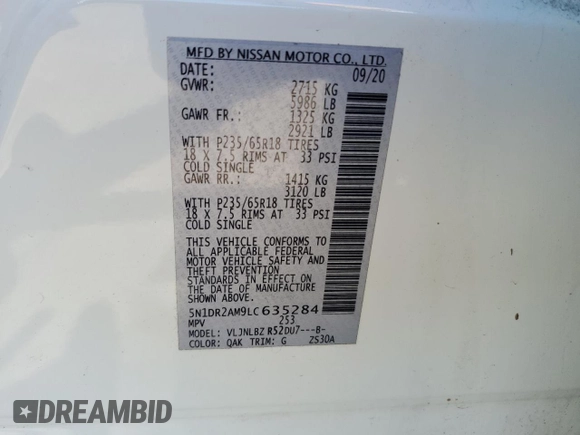 MFD BY NISSAN MOTOR CO., LTD.
DATE: 09/20
GVWR: 2715 KG
5986 LB
GAWR FR.: 1325 KG
2921 LB
WITH P235/65R18 TIRES
18 X 7.5 RIMS AT 33 PSI
COLD SINGLE
GAWR RR.: 1415 KG
3120 LB
WITH P235/65R18 TIRES
18 X 7.5 RIMS AT 33 PSI
COLD SINGLE
THIS VEHICLE CONFORMS TO
ALL APPLICABLE FEDERAL
MOTOR VEHICLE SAFETY AND
THEFT PREVENTION
STANDARDS IN EFFECT ON
THE DATE OF MANUFACTURE
SHOWN ABOVE.
5N1DR2AM9LC635284
MPV 253
MODEL: VLJNLBZ R52DU7---B-
COLOR: QAK TRIM: G ZS30A
DREAMBID